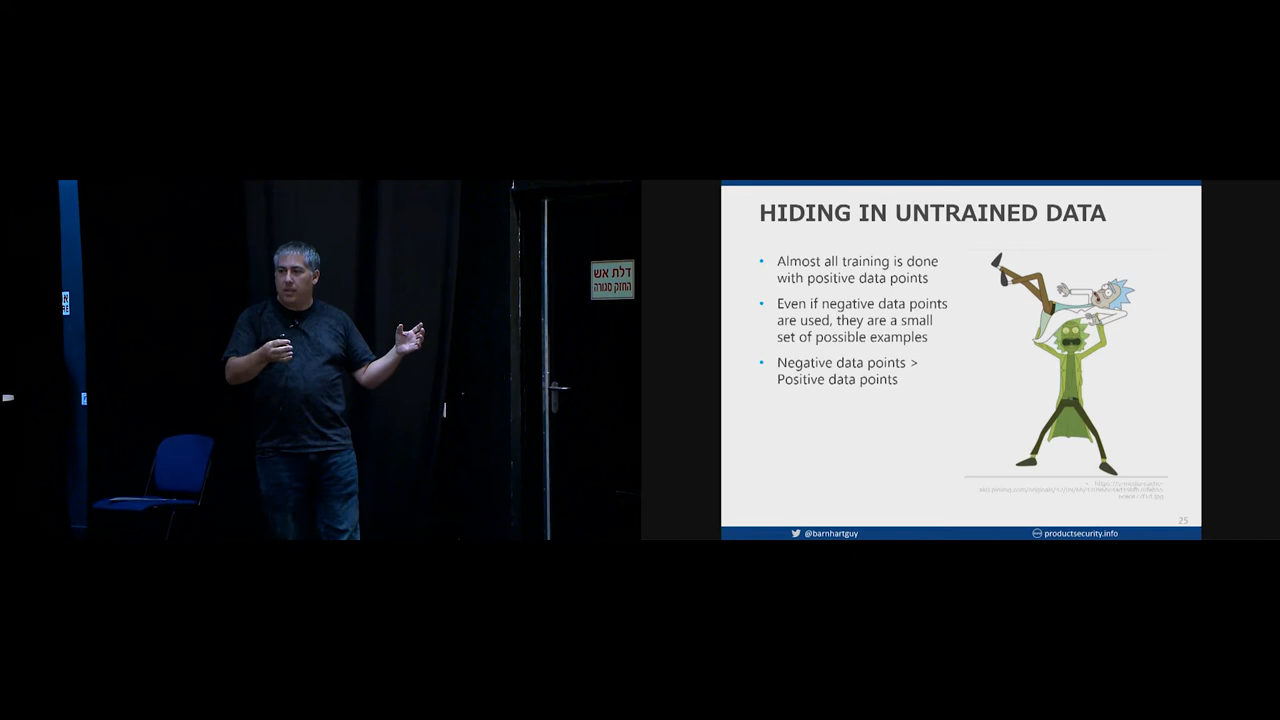 דלת אש
החזק סגורה
HIDING IN UNTRAINED DATA
• Almost all training is done
with positive data points
• Even if negative data points
are used, they are a small
set of possible examples
• Negative data points >
Positive data points
25
@barnhartguy
productsecurity.info